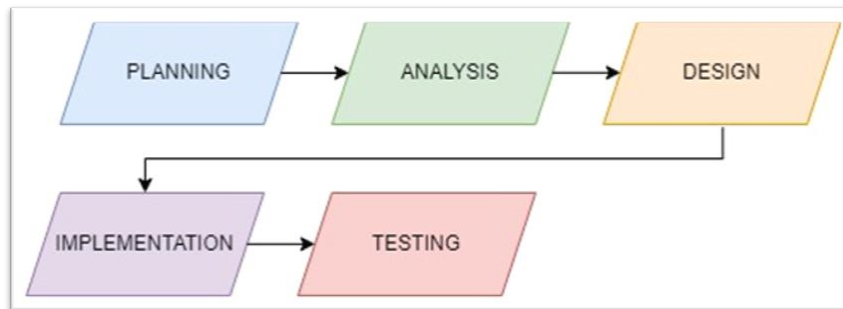 PLANNING
ANALYSIS
DESIGN
IMPLEMENTATION
TESTING